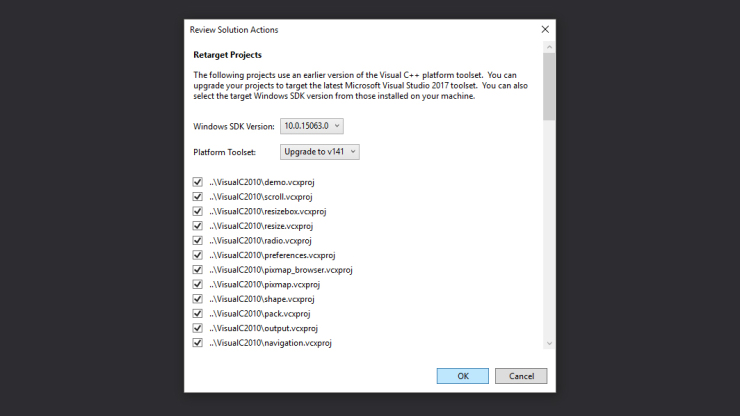 Review Solution Actions
Retarget Projects
The following projects use an earlier version of the Visual C++ platform toolset.  You can
upgrade your projects to target the latest Microsoft Visual Studio 2017 toolset.  You can also
select the target Windows SDK version from those installed on your machine.
Windows SDK Version: 10.0.15063.0
Platform Toolset: Upgrade to v141
..\VisualC2010\demo.vcxproj
..\VisualC2010\scroll.vcxproj
..\VisualC2010\resizebox.vcxproj
..\VisualC2010\resize.vcxproj
..\VisualC2010\radio.vcxproj
..\VisualC2010\preferences.vcxproj
..\VisualC2010\pixmap_browser.vcxproj
..\VisualC2010\pixmap.vcxproj
..\VisualC2010\shape.vcxproj
..\VisualC2010\pack.vcxproj
..\VisualC2010\output.vcxproj
..\VisualC2010\navigation.vcxproj
OK Cancel